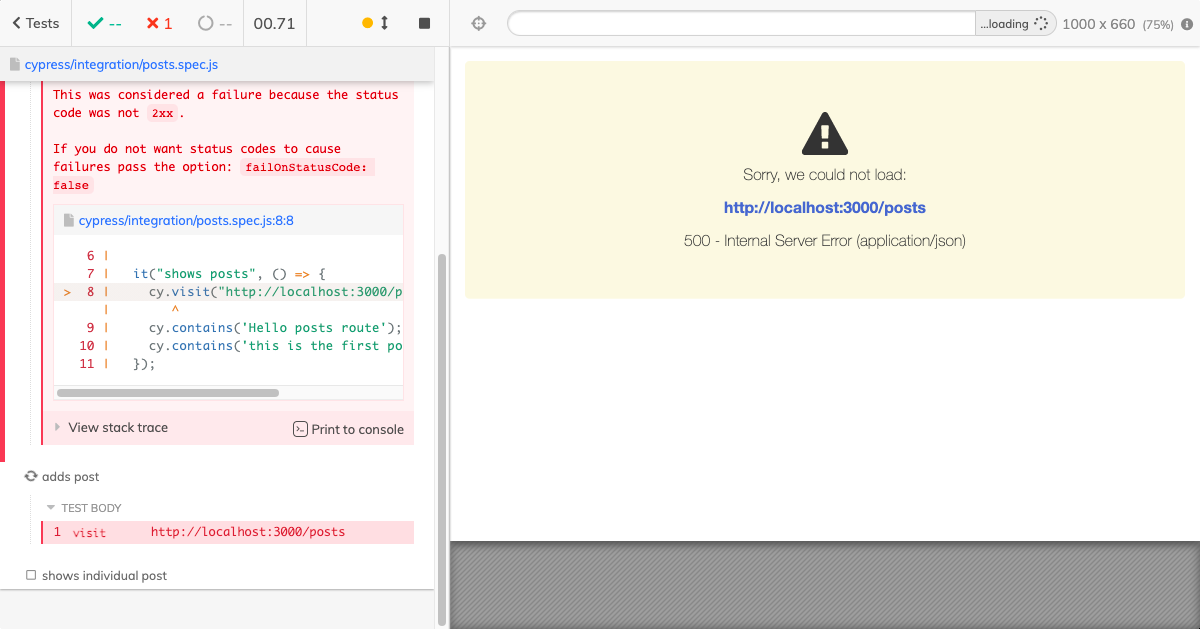 Tests
--
1
--
00.71
...loading
1000 x 660 (75%)
cypress/integration/posts.spec.js
This was considered a failure because the status
code was not 2xx.
If you do not want status codes to cause
failures pass the option: failOnStatusCode:
false
cypress/integration/posts.spec.js:8:8
6 |
7 | it("shows posts", () => {
> 8 | cy.visit("http://localhost:3000/p
| ^
9 | cy.contains('Hello posts route');
10 | cy.contains('this is the first po
11 | });
View stack trace
Print to console
adds post
TEST BODY
1 visit http://localhost:3000/posts
shows individual post
Sorry, we could not load:
http://localhost:3000/posts
500 - Internal Server Error (application/json)